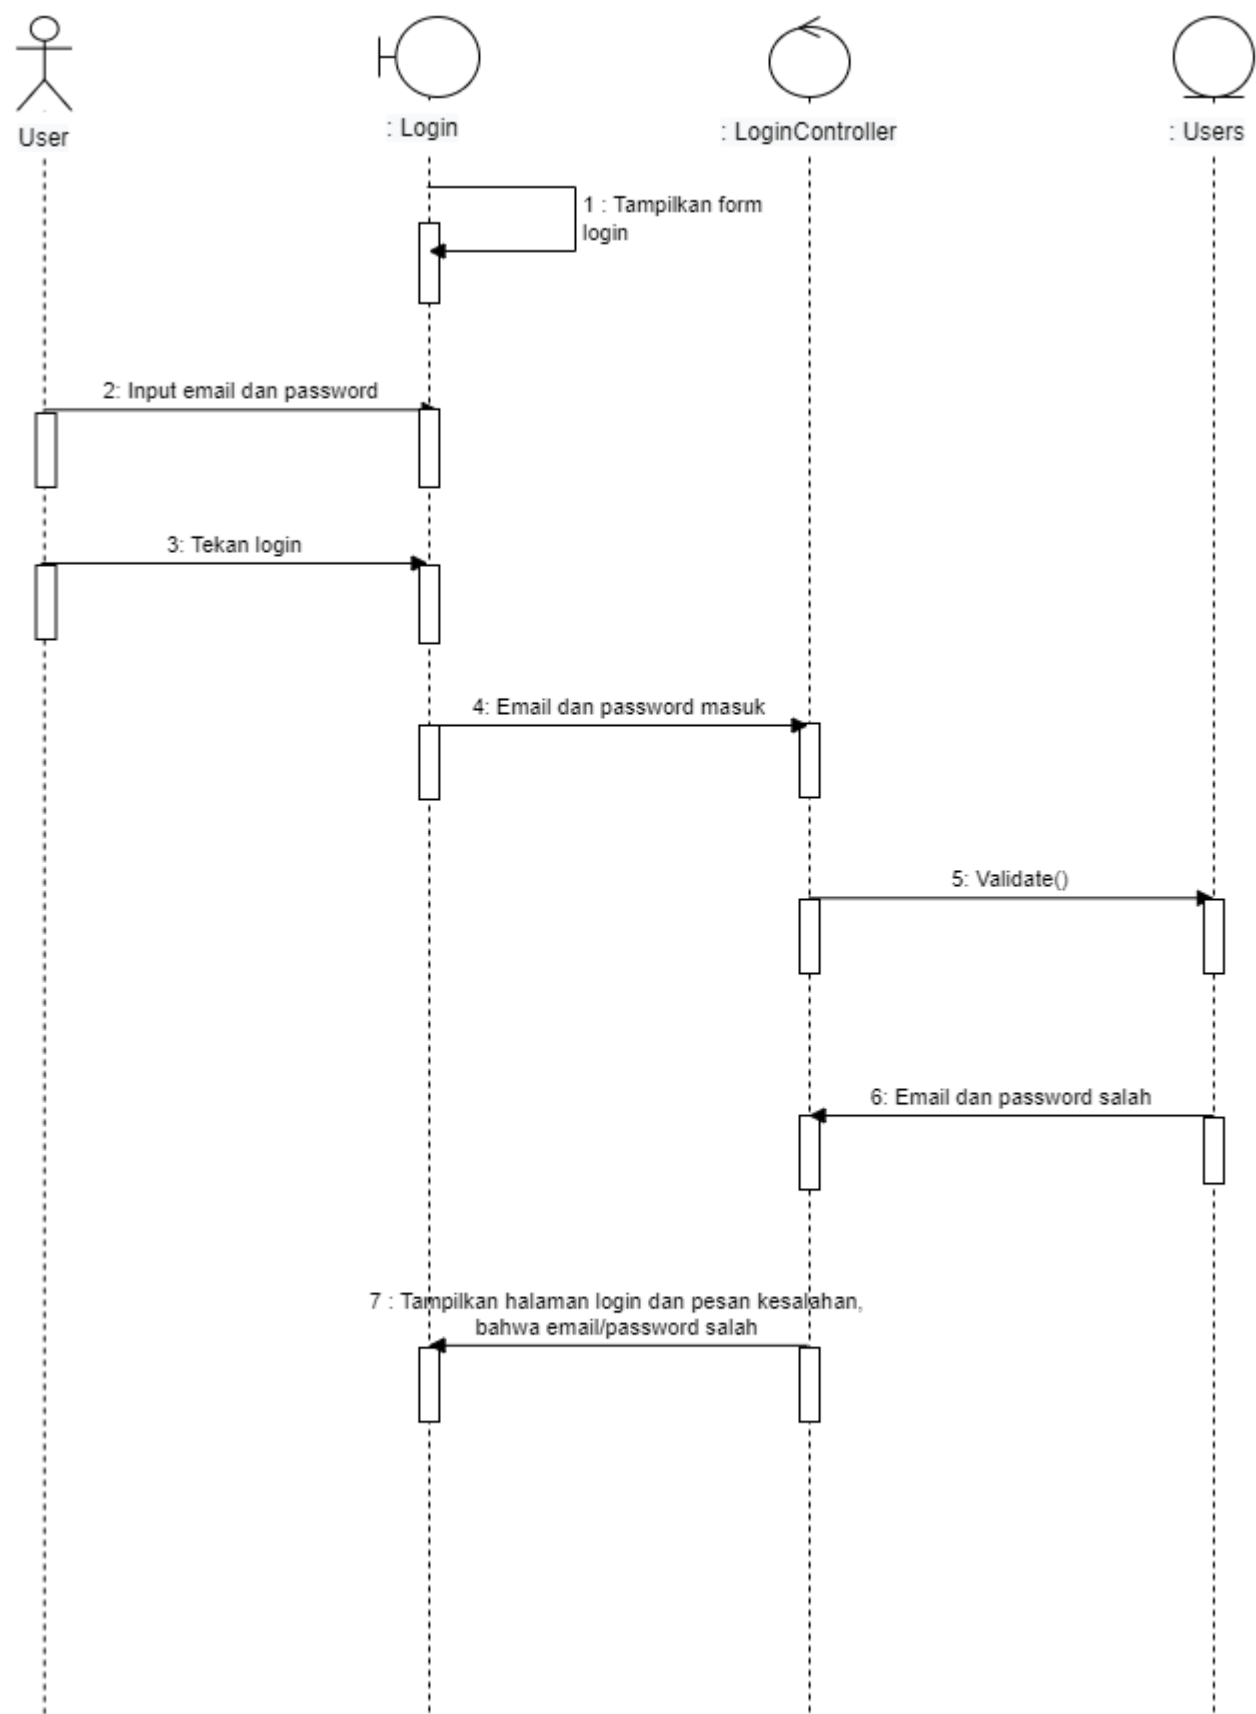 User
: Login
: LoginController
: Users
1 : Tampilkan form
login
2: Input email dan password
3: Tekan login
4: Email dan password masuk
5: Validate()
6: Email dan password salah
7 : Tampilkan halaman login dan pesan kesalahan,
bahwa email/password salah